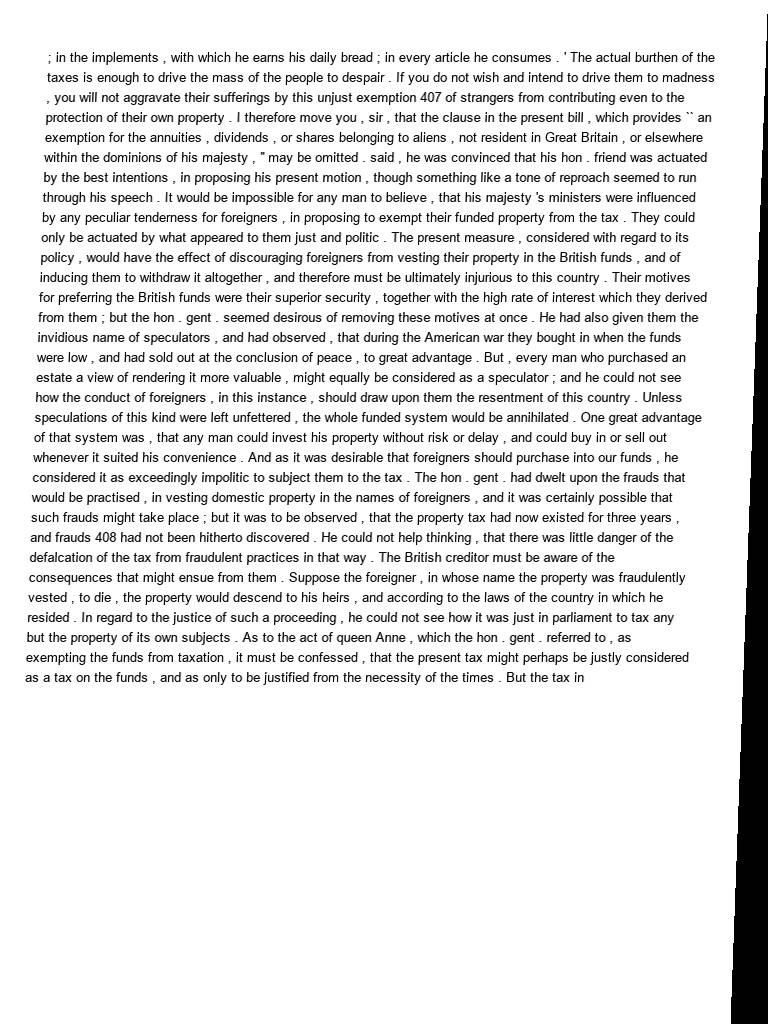 ; in the implements , with which he earns his daily bread ; in every article he consumes . ' The actual burthen of the
taxes is enough to drive the mass of the people to despair . If you do not wish and intend to drive them to madness
, you will not aggravate their sufferings by this unjust exemption 407 of strangers from contributing even to the
protection of their own property . I therefore move you , sir , that the clause in the present bill , which provides `` an
exemption for the annuities , dividends , or shares belonging to aliens , not resident in Great Britain , or elsewhere
within the dominions of his majesty , '' may be omitted . said , he was convinced that his hon . friend was actuated
by the best intentions , in proposing his present motion , though something like a tone of reproach seemed to run
through his speech . It would be impossible for any man to believe , that his majesty 's ministers were influenced
by any peculiar tenderness for foreigners , in proposing to exempt their funded property from the tax . They could
only be actuated by what appeared to them just and politic . The present measure , considered with regard to its
policy , would have the effect of discouraging foreigners from vesting their property in the British funds , and of
inducing them to withdraw it altogether , and therefore must be ultimately injurious to this country . Their motives
for preferring the British funds were their superior security , together with the high rate of interest which they derived
from them ; but the hon . gent . seemed desirous of removing these motives at once . He had also given them the
invidious name of speculators , and had observed , that during the American war they bought in when the funds
were low , and had sold out at the conclusion of peace , to great advantage . But , every man who purchased an
estate a view of rendering it more valuable , might equally be considered as a speculator ; and he could not see
how the conduct of foreigners , in this instance , should draw upon them the resentment of this country . Unless
speculations of this kind were left unfettered , the whole funded system would be annihilated . One great advantage
of that system was , that any man could invest his property without risk or delay , and could buy in or sell out
whenever it suited his convenience . And as it was desirable that foreigners should purchase into our funds , he
considered it as exceedingly impolitic to subject them to the tax . The hon . gent . had dwelt upon the frauds that
would be practised , in vesting domestic property in the names of foreigners , and it was certainly possible that
such frauds might take place ; but it was to be observed , that the property tax had now existed for three years ,
and frauds 408 had not been hitherto discovered . He could not help thinking , that there was little danger of the
defalcation of the tax from fraudulent practices in that way . The British creditor must be aware of the
consequences that might ensue from them . Suppose the foreigner , in whose name the property was fraudulently
vested , to die , the property would descend to his heirs , and according to the laws of the country in which he
resided . In regard to the justice of such a proceeding , he could not see how it was just in parliament to tax any
but the property of its own subjects . As to the act of queen Anne , which the hon . gent . referred to , as
exempting the funds from taxation , it must be confessed , that the present tax might perhaps be justly considered
as a tax on the funds , and as only to be justified from the necessity of the times . But the tax in